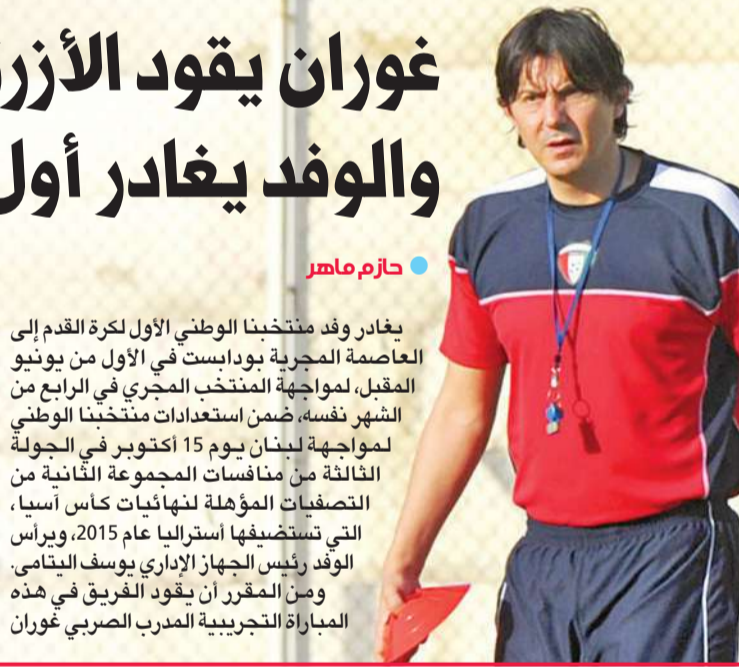 غوران يقود الأزر
والوفد يغادر أول
حازم ماهر
يغادر وفد منتخبنا الوطني الأول لكرة القدم إلى
العاصمة المجرية بودابست في الأول من يونيو
المقبل، لمواجهة المنتخب المجري في الرابع من
الشهر نفسه، ضمن استعدادات منتخبنا الوطني
لمواجهة لبنان يوم 15 أكتوبر في الجولة
الثالثة من منافسات المجموعة الثانية من
التصفيات المؤهلة لنهائيات كأس آسيا،
التي تستضيفها أستراليا عام 2015، ويرأس
الوفد رئيس الجهاز الإداري يوسف اليتامى.
ومن المقرر أن يقود الفريق في هذه
المباراة التجريبية المدرب الصربي غوران